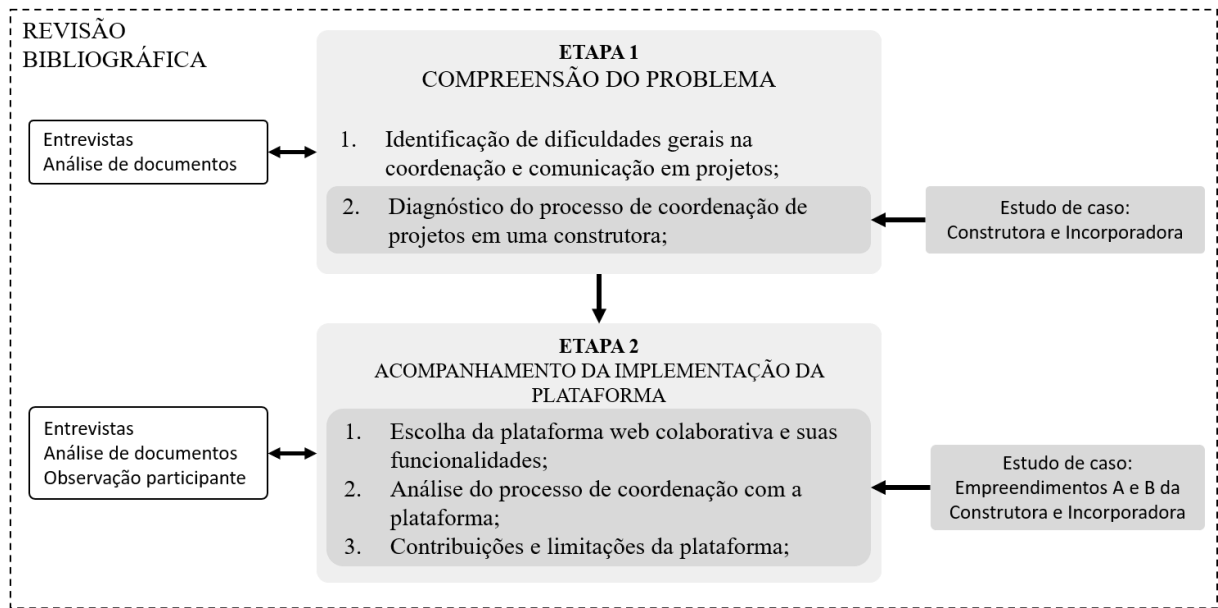 REVISÃO
BIBLIOGRÁFICA
ETAPA 1
COMPREENSÃO DO PROBLEMA
Entrevistas
Análise de documentos
1. Identificação de dificuldades gerais na
coordenação e comunicação em projetos;
2. Diagnóstico do processo de coordenação de
projetos em uma construtora;
Estudo de caso:
Construtora e Incorporadora
ETAPA 2
ACOMPANHAMENTO DA IMPLEMENTAÇÃO DA
PLATAFORMA
Entrevistas
Análise de documentos
Observação participante
1. Escolha da plataforma web colaborativa e suas
funcionalidades;
2. Análise do processo de coordenação com a
plataforma;
3. Contribuições e limitações da plataforma;
Estudo de caso:
Empreendimentos A e B da
Construtora e Incorporadora